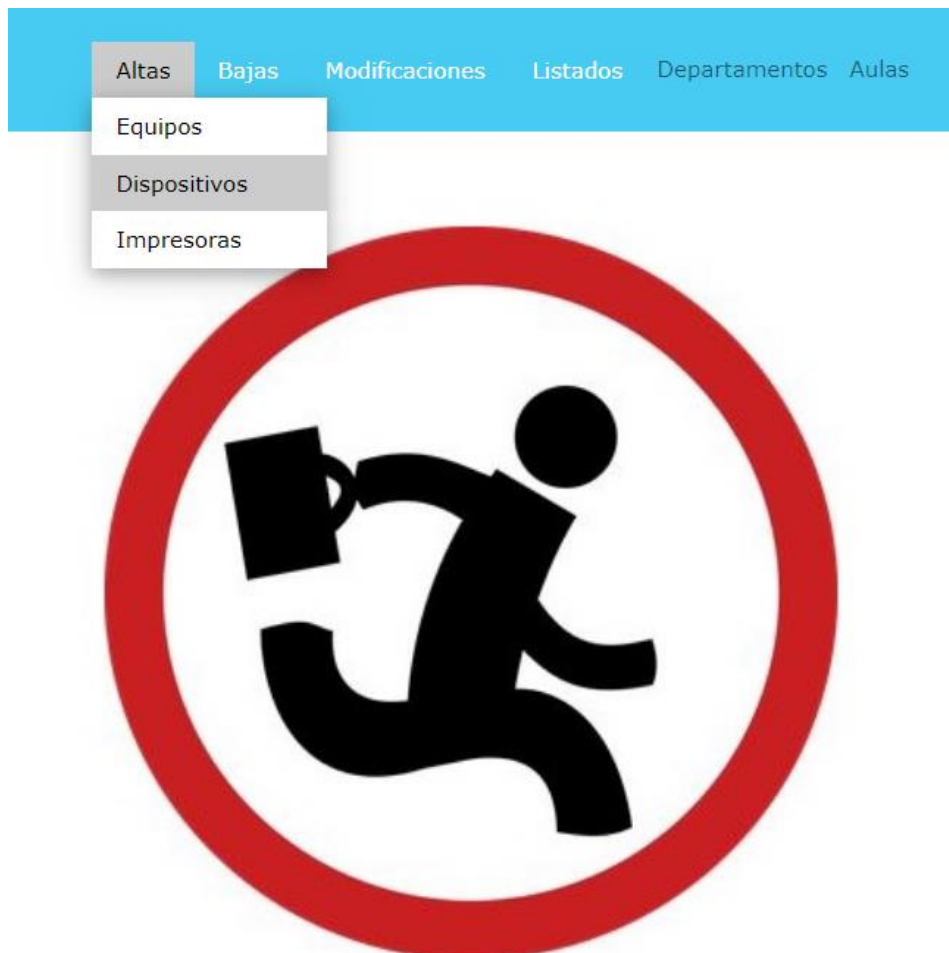 Altas Bajas Modificaciones Listados Departamentos Aulas
Equipos
Dispositivos
Impresoras